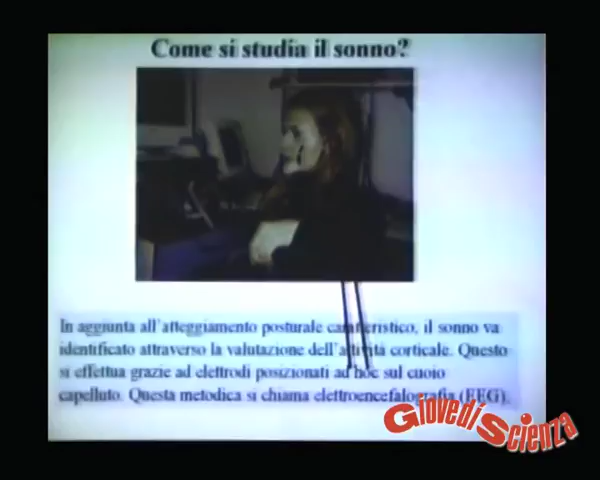 Come si studia il sonno?
In aggiunta all'atteggiamento posturale caratteristico, il sonno va
identificato attraverso la valutazione dell'attività corticale. Questo
si effettua grazie ad elettrodi posizionati ad hoc sul cuoio
capelluto. Questa metodica si chiama elettroencefalografia (EEG).
Giovedì Scienza